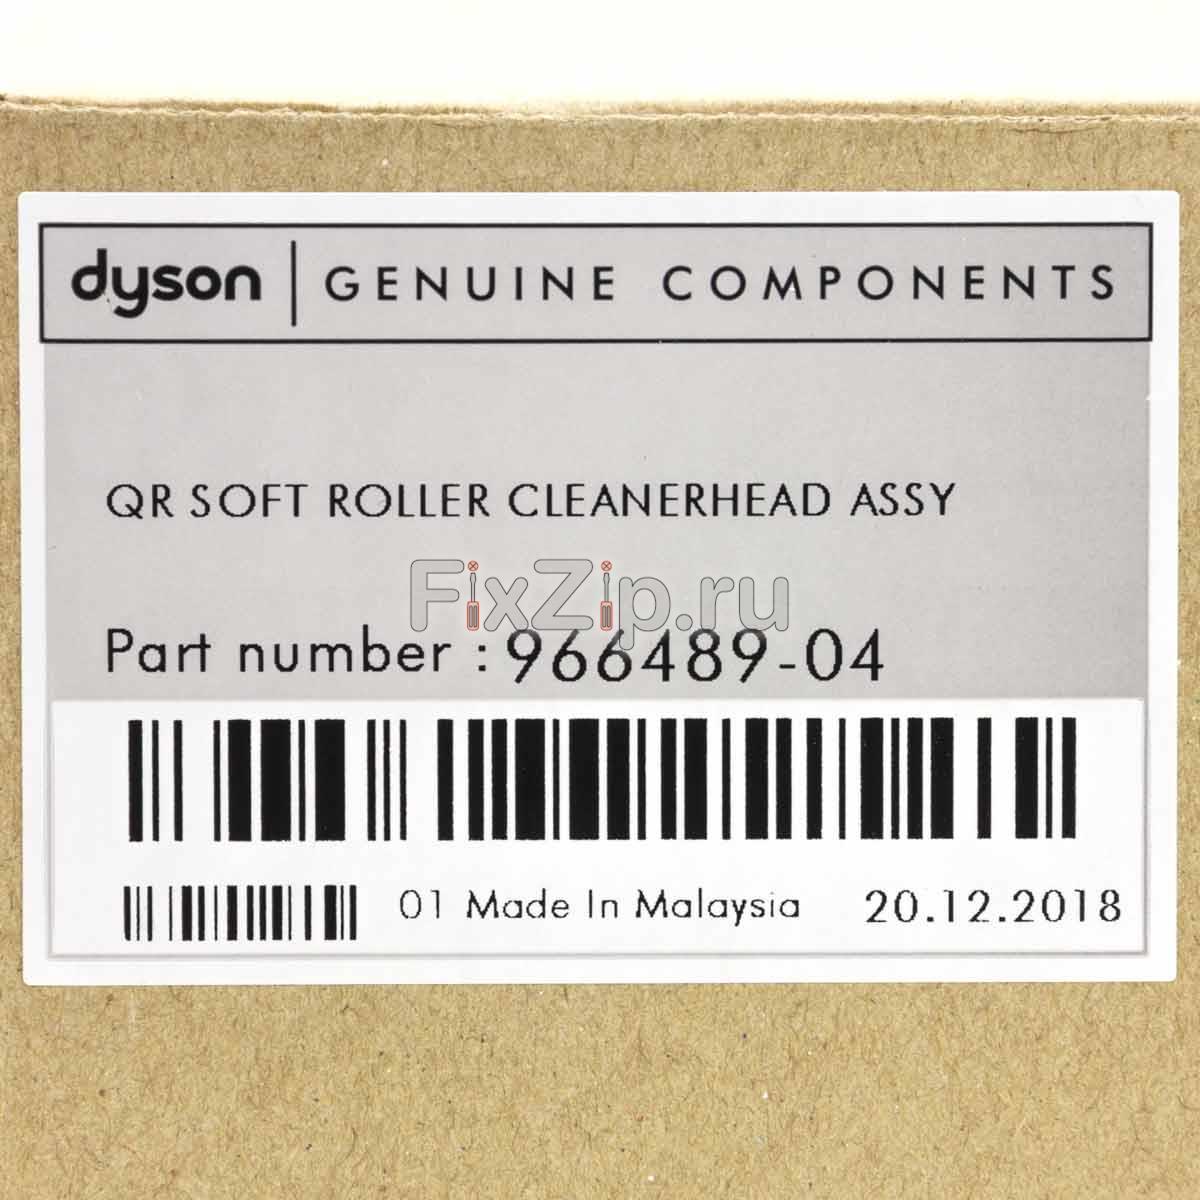 dyson GENUINE COMPONENTS
QR SOFT ROLLER CLEANERHEAD ASSY
FixZip.ru
Part number : 966489-04
01 Made In Malaysia 20.12.2018